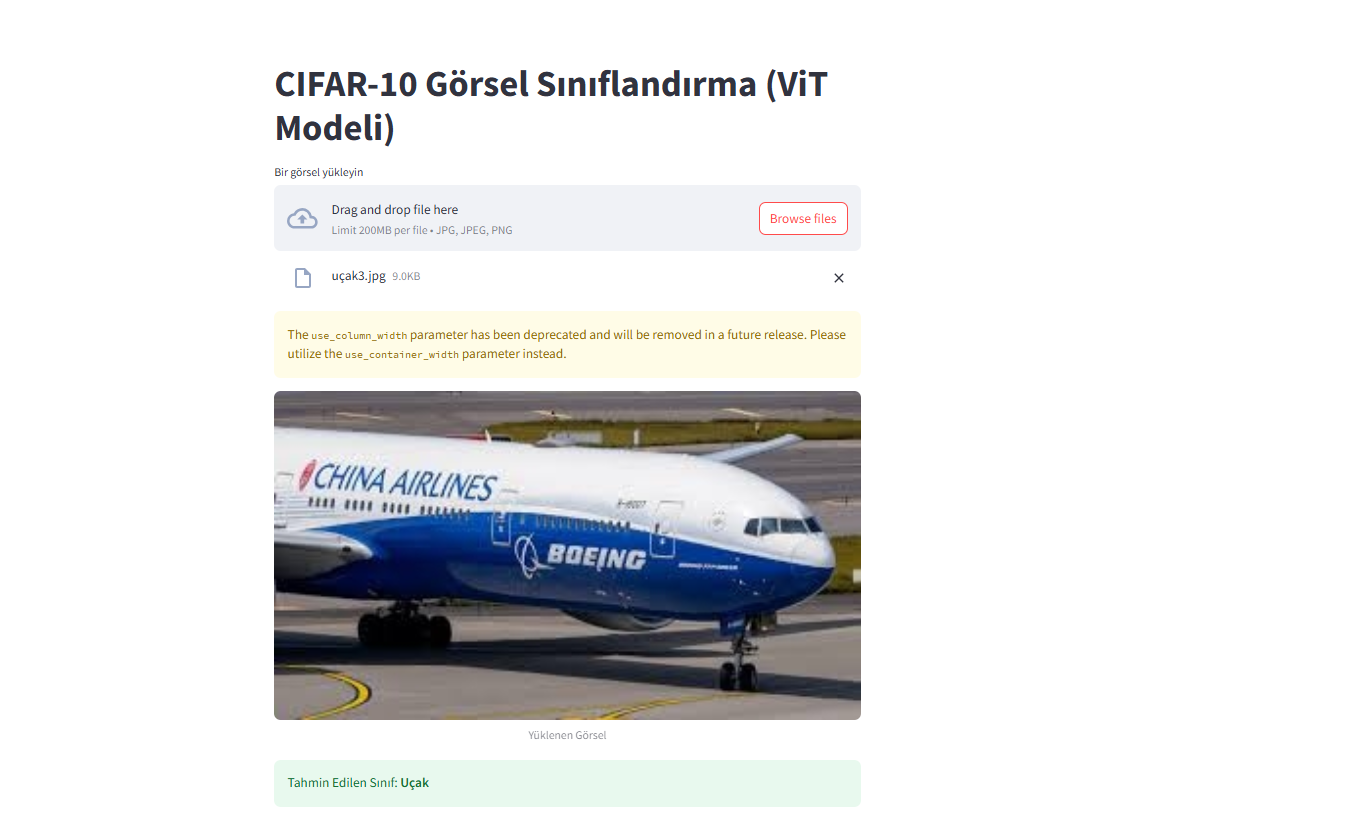 CIFAR-10 Görsel Sınıflandırma (ViT
Modeli)
Bir görsel yükleyin
Drag and drop file here
Limit 200MB per file • JPG, JPEG, PNG
Browse files
uçak3.jpg 9.0KB
The use_column_width parameter has been deprecated and will be removed in a future release. Please
utilize the use_container_width parameter instead.
CHINA AIRLINES
BOEING
Yüklenen Görsel
Tahmin Edilen Sınıf: Uçak